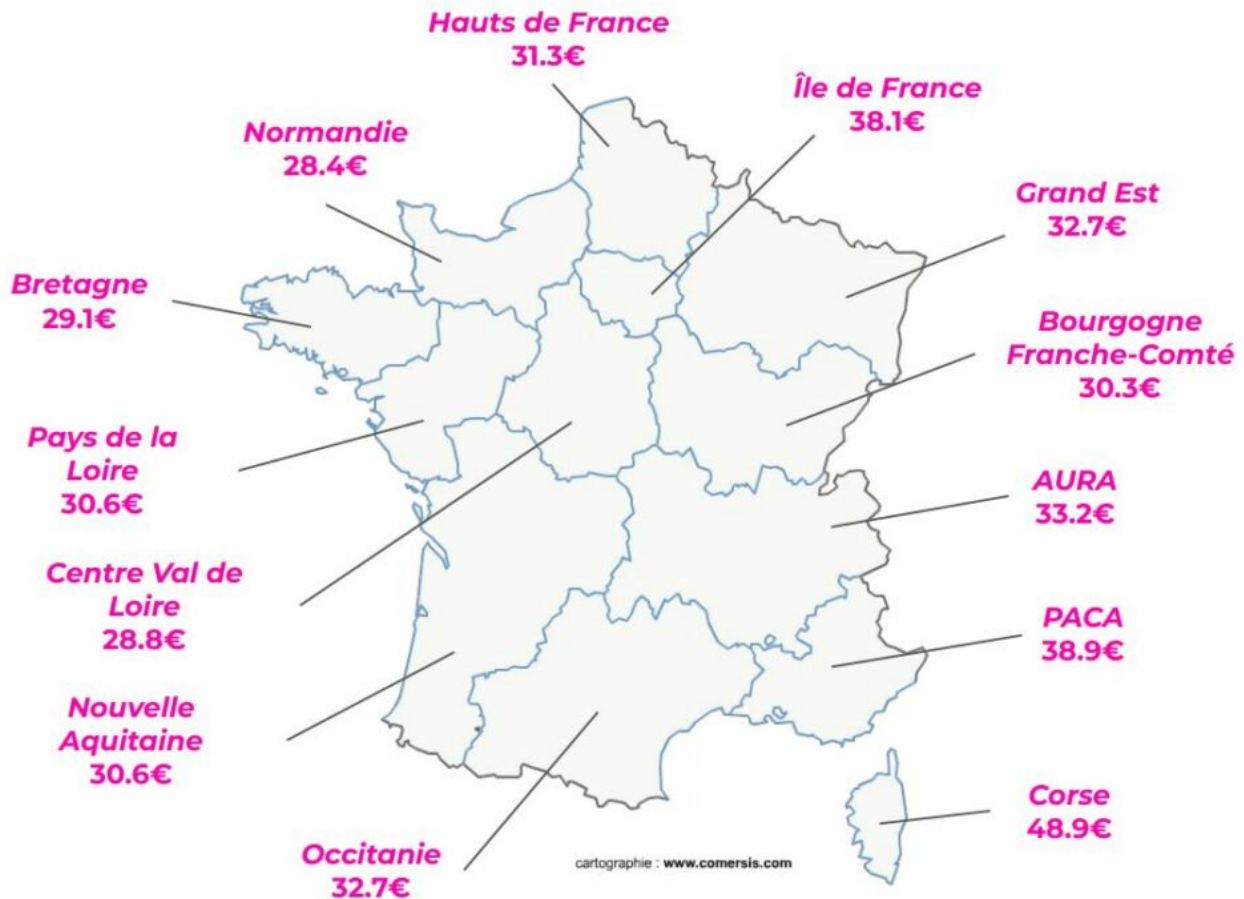 Hauts de France
31.3€
Île de France
38.1€
Normandie
28.4€
Grand Est
32.7€
Bretagne
29.1€
Bourgogne
Franche-Comté
30.3€
Pays de la
Loire
30.6€
AURA
33.2€
Centre Val de
Loire
28.8€
PACA
38.9€
Nouvelle
Aquitaine
30.6€
Corse
48.9€
Occitanie
32.7€
cartographie : www.comersis.com